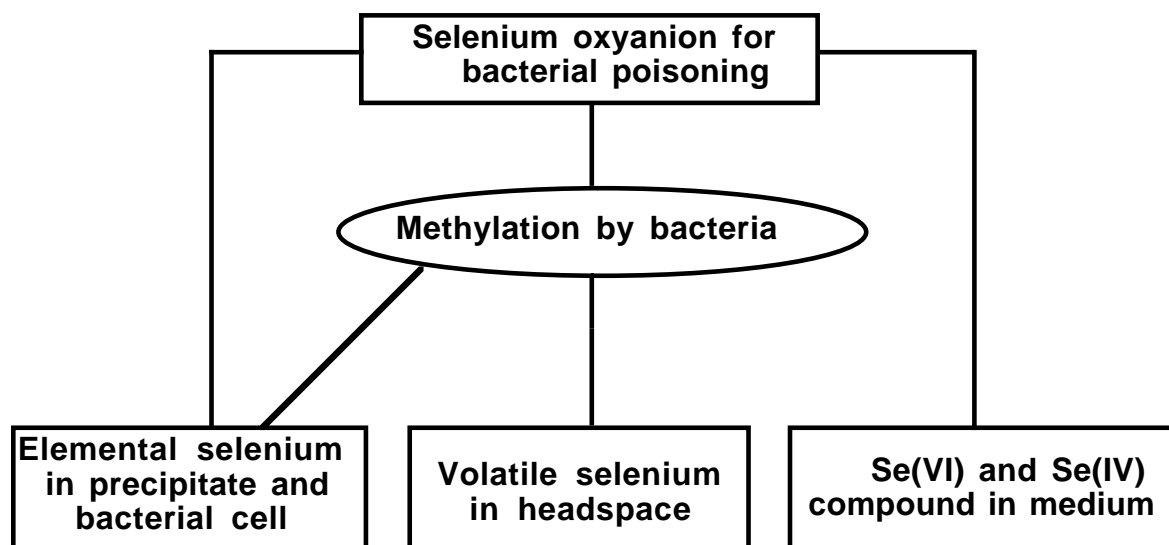 Selenium oxyanion for
bacterial poisoning
Methylation by bacteria
Elemental selenium
in precipitate and
bacterial cell
Volatile selenium
in headspace
Se(VI) and Se(IV)
compound in medium